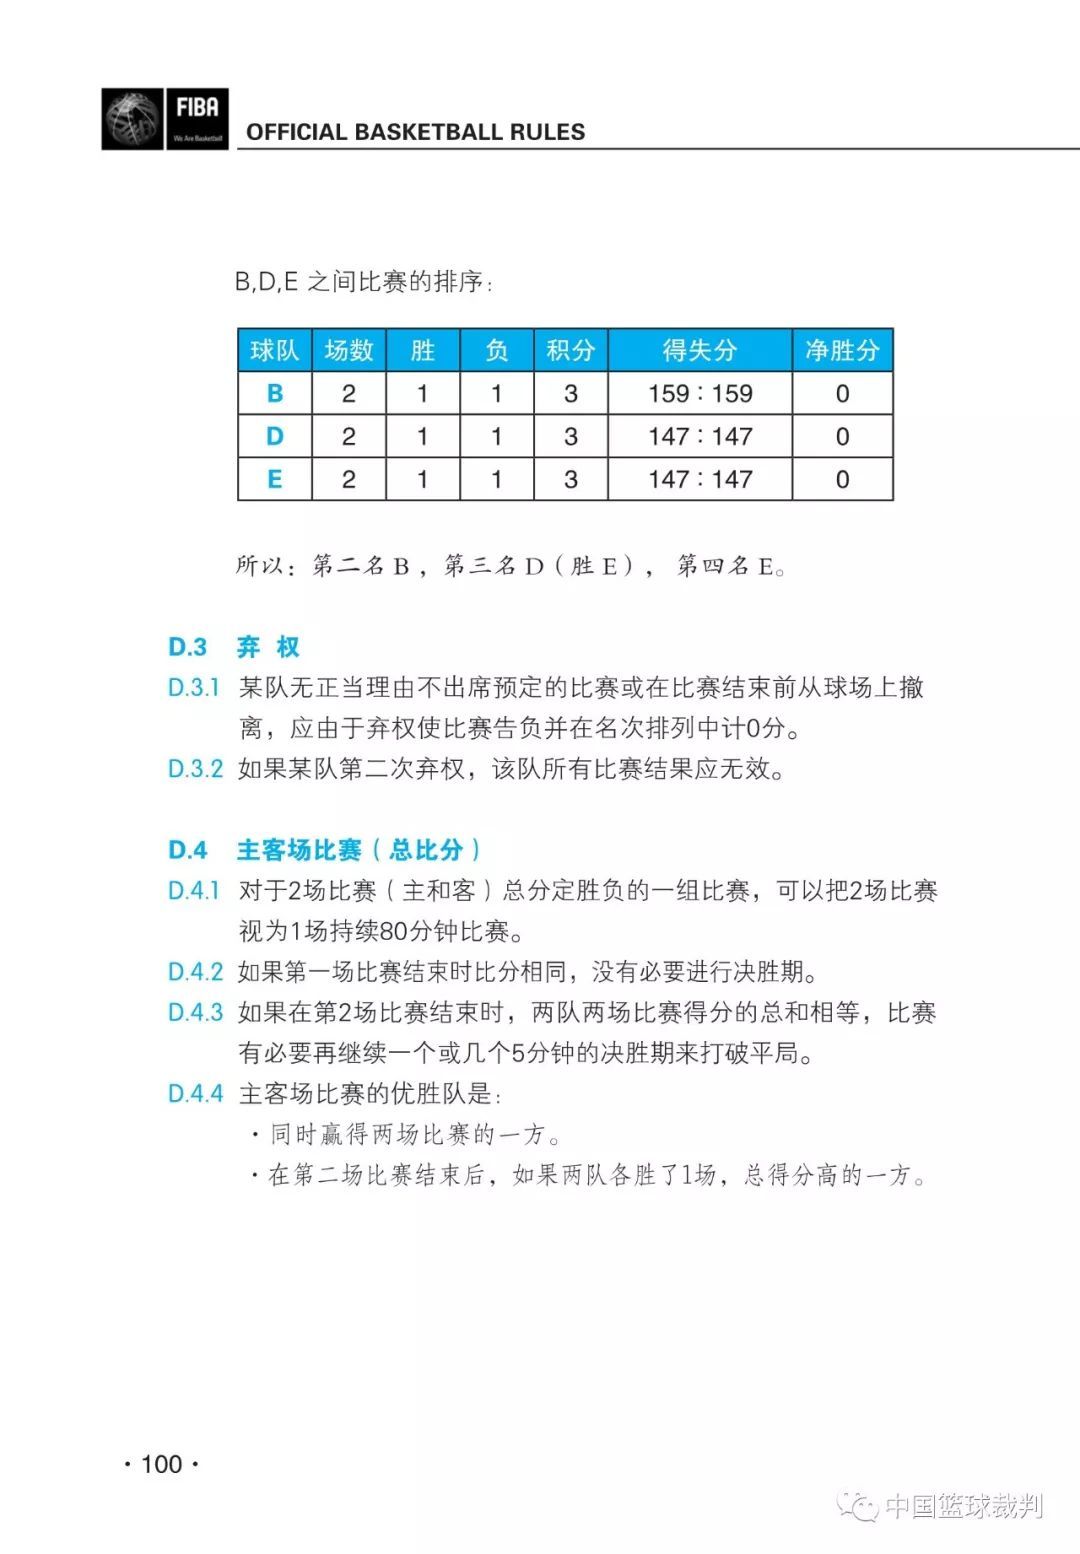 FIBA
We Are Basketball
OFFICIAL BASKETBALL RULES
B,D,E 之间比赛的排序:
球队 场数 胜 负 积分 得失分 净胜分
B 2 1 1 3 159:159 0
D 2 1 1 3 147:147 0
E 2 1 1 3 147:147 0
所以: 第二名 B ，第三名 D（胜 E）， 第四名 E。
D.3 弃 权
D.3.1 某队无正当理由不出席预定的比赛或在比赛结束前从球场上撤
离，应由于弃权使比赛告负并在名次排列中计0分。
D.3.2 如果某队第二次弃权，该队所有比赛结果应无效。
D.4 主客场比赛（总比分）
D.4.1 对于2场比赛（主和客）总分定胜负的一组比赛，可以把2场比赛
视为1场持续80分钟比赛。
D.4.2 如果第一场比赛结束时比分相同，没有必要进行决胜期。
D.4.3 如果在第2场比赛结束时，两队两场比赛得分的总和相等，比赛
有必要再继续一个或几个5分钟的决胜期来打破平局。
D.4.4 主客场比赛的优胜队是:
·同时赢得两场比赛的一方。
·在第二场比赛结束后，如果两队各胜了1场，总得分高的一方。
·100·
中国篮球裁判